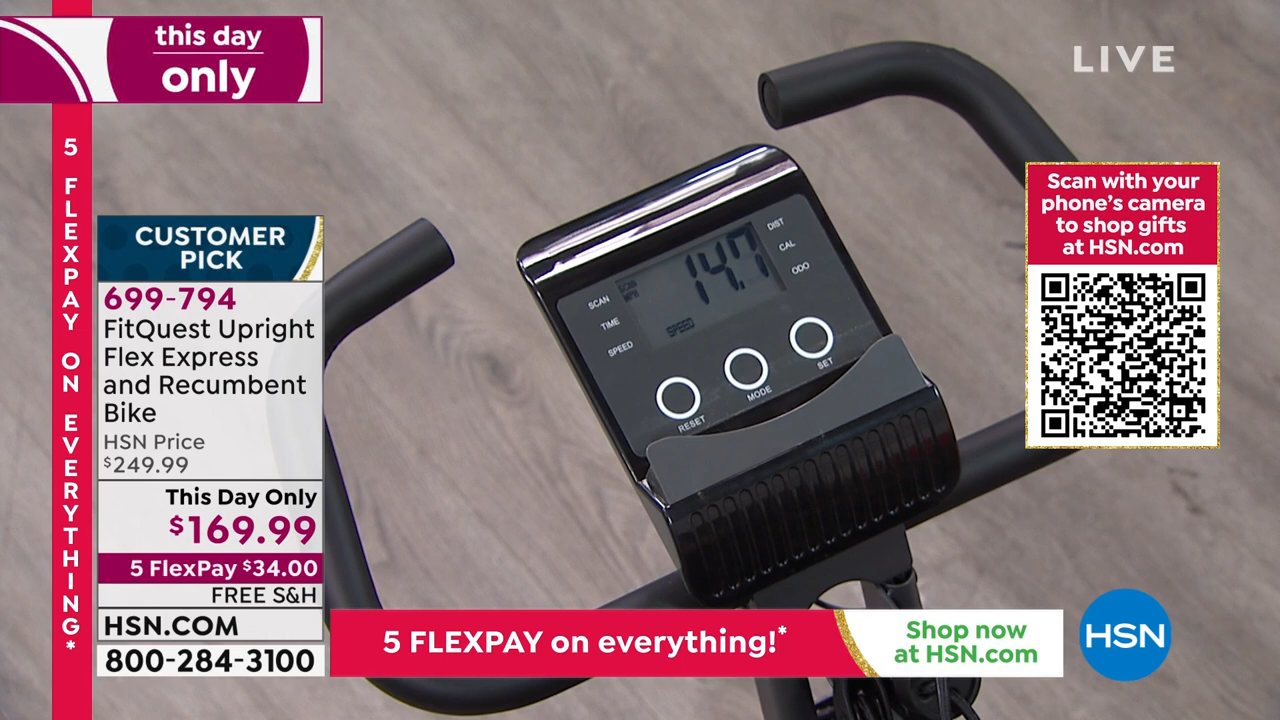 this day
only
LIVE
5 FLEXPAY ON EVERYTHING*
CUSTOMER
PICK
699-794
FitQuest Upright
Flex Express
and Recumbent
Bike
HSN Price
$249.99
This Day Only
$169.99
5 FlexPay $34.00
FREE S&H
HSN.COM
800-284-3100
Scan with your
phone's camera
to shop gifts
at HSN.com
14.7
SCAN
MPH
SPEED
SCAN
TIME
SPEED
DIST
CAL
ODO
RESET
MODE
SET
5 FLEXPAY on everything!*
Shop now
at HSN.com
HSN